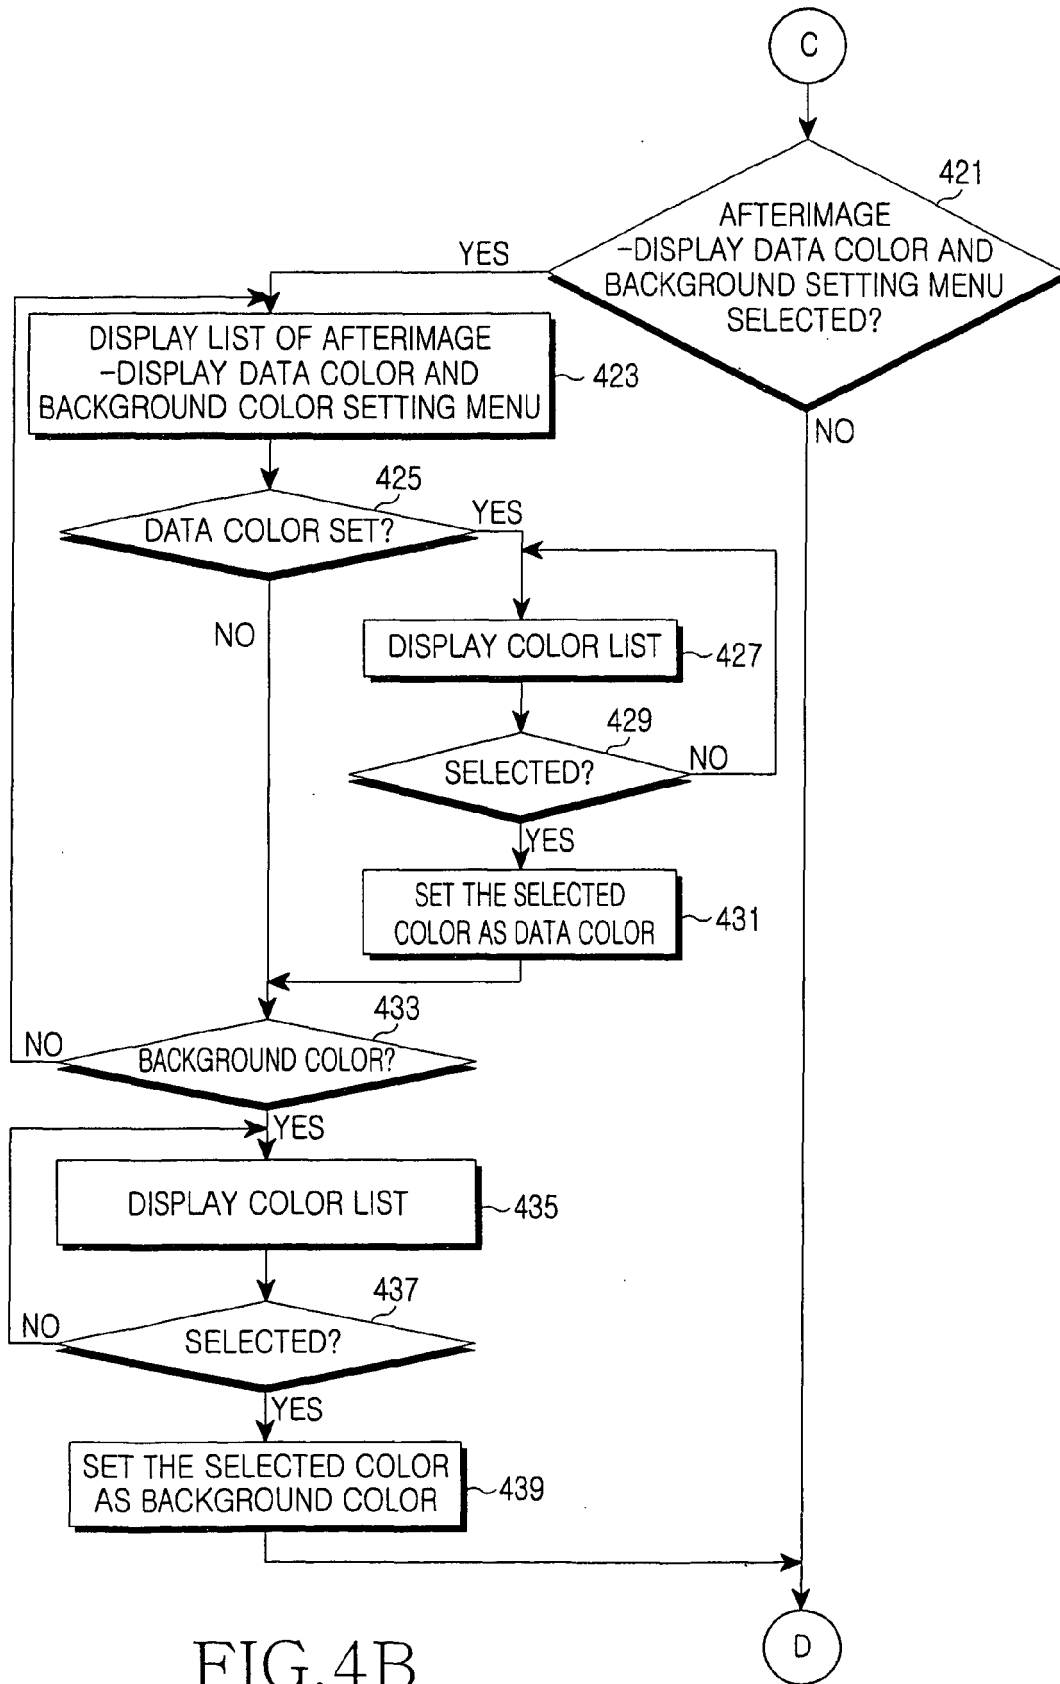 C
421
AFTERIMAGE
-DISPLAY DATA COLOR AND
BACKGROUND SETTING MENU
SELECTED?
YES
NO
DISPLAY LIST OF AFTERIMAGE
-DISPLAY DATA COLOR AND
BACKGROUND COLOR SETTING MENU
423
425
DATA COLOR SET?
YES
NO
DISPLAY COLOR LIST
427
429
SELECTED?
NO
YES
SET THE SELECTED
COLOR AS DATA COLOR
431
433
BACKGROUND COLOR?
NO
YES
DISPLAY COLOR LIST
435
437
SELECTED?
NO
YES
SET THE SELECTED COLOR
AS BACKGROUND COLOR
439
D
FIG.4B